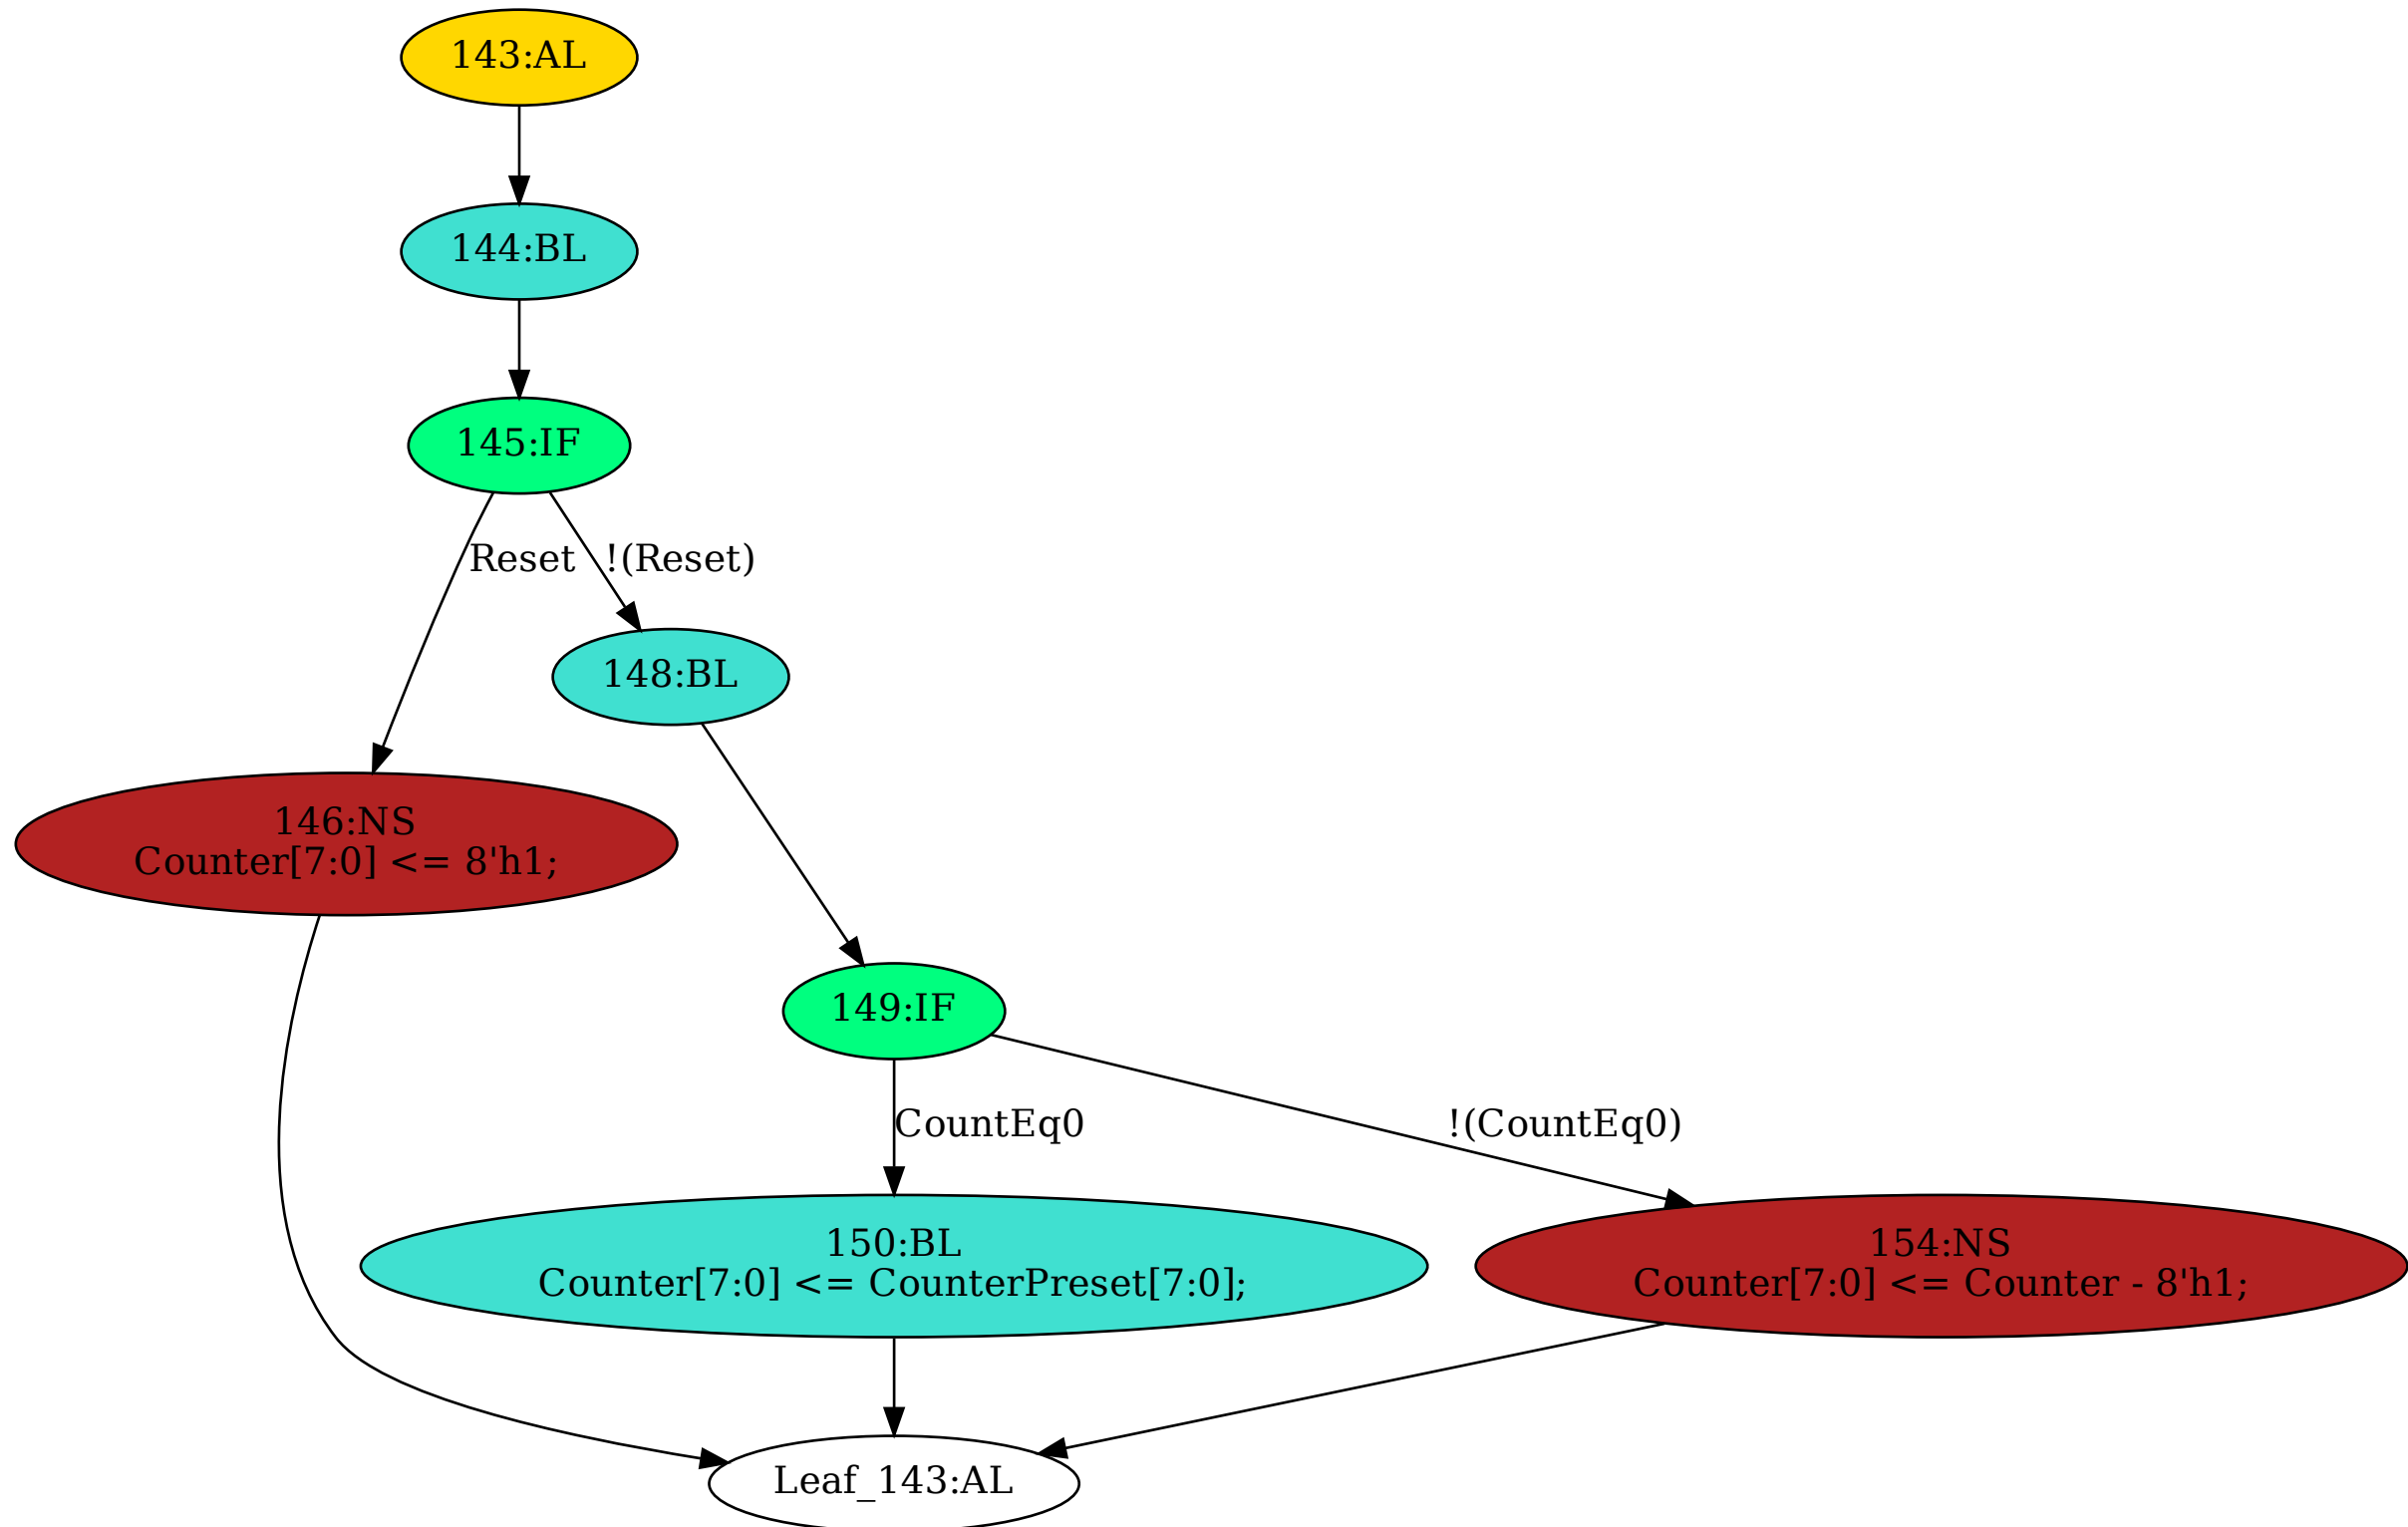 143:AL
144:BL
145:IF
Reset
!(Reset)
148:BL
146:NS
Counter[7:0] <= 8'h1;
149:IF
CountEq0
!(CountEq0)
150:BL
Counter[7:0] <= CounterPreset[7:0];
154:NS
Counter[7:0] <= Counter - 8'h1;
Leaf_143:AL